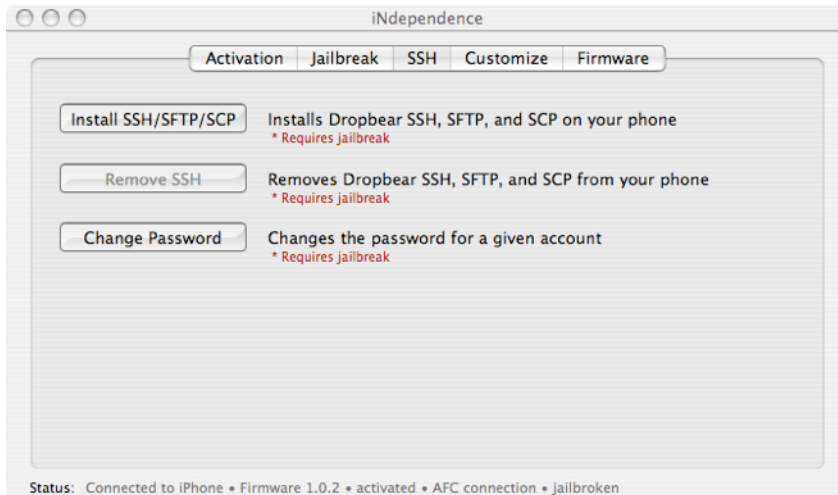 iNdependence
Activation Jailbreak SSH Customize Firmware
Install SSH/SFTP/SCP Installs Dropbear SSH, SFTP, and SCP on your phone
* Requires jailbreak
Remove SSH Removes Dropbear SSH, SFTP, and SCP from your phone
* Requires jailbreak
Change Password Changes the password for a given account
* Requires jailbreak
Status: Connected to iPhone • Firmware 1.0.2 • activated • AFC connection • jailbroken